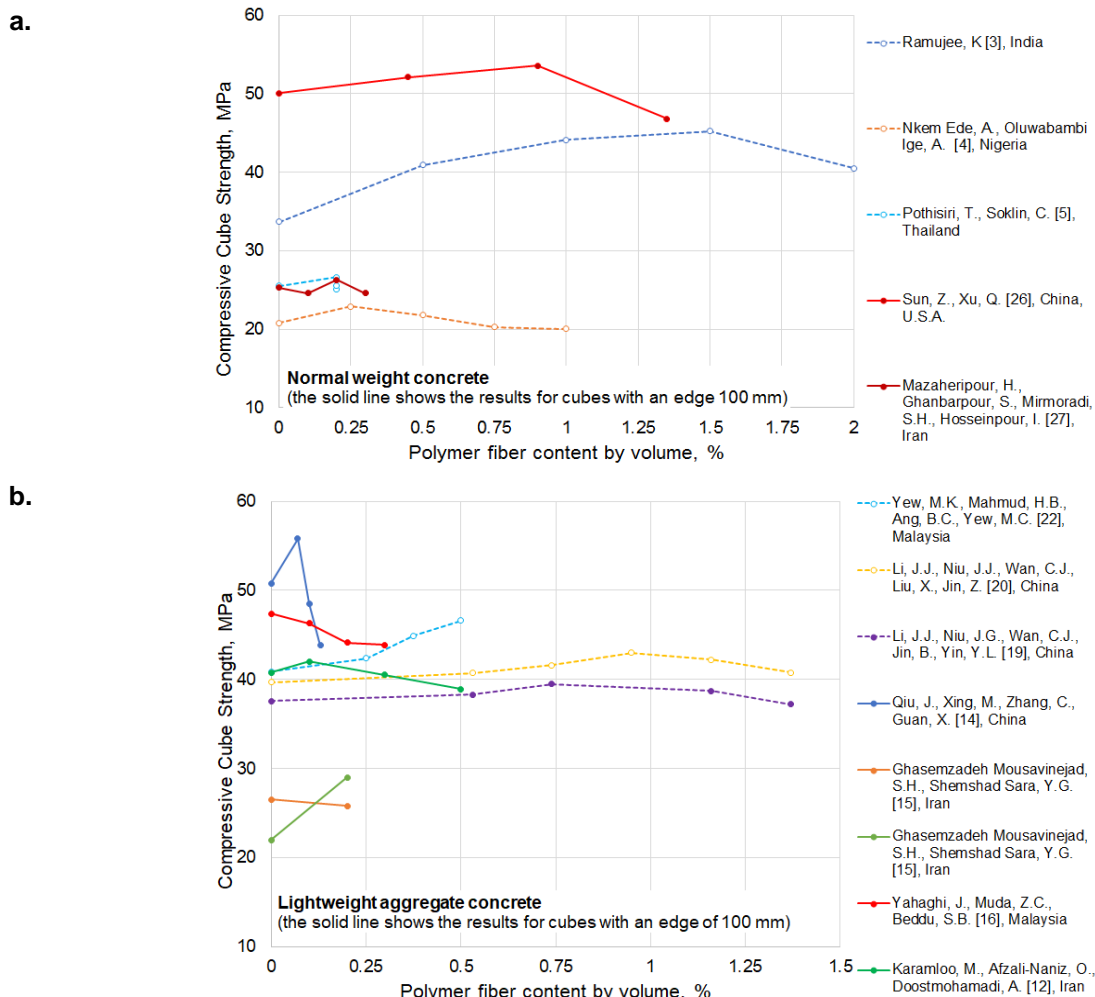 a.
60
50
40
30
20
10
Compressive Cube Strength, MPa
Normal weight concrete
(the solid line shows the results for cubes with an edge 100 mm)
0 0.25 0.5 0.75 1 1.25 1.5 1.75 2
Polymer fiber content by volume, %
Ramujee, K [3], India
Nkem Ede, A., Oluwabambi
Ige, A. [4], Nigeria
Pothisiri, T., Soklin, C. [5],
Thailand
Sun, Z., Xu, Q. [26], China,
U.S.A.
Mazaheripour, H.,
Ghanbarpour, S., Mirmoradi,
S.H., Hosseinpour, I. [27],
Iran
b.
60
50
40
30
20
10
Compressive Cube Strength, MPa
Lightweight aggregate concrete
(the solid line shows the results for cubes with an edge of 100 mm)
0 0.25 0.5 0.75 1 1.25 1.5
Polymer fiber content by volume, %
Yew, M.K., Mahmud, H.B.,
Ang, B.C., Yew, M.C. [22],
Malaysia
Li, J.J., Niu, J.J., Wan, C.J.,
Liu, X., Jin, Z. [20], China
Li, J.J., Niu, J.G., Wan, C.J.,
Jin, B., Yin, Y.L. [19], China
Qiu, J., Xing, M., Zhang, C.,
Guan, X. [14], China
Ghasemzadeh Mousavinejad,
S.H., Shemshad Sara, Y.G.
[15], Iran
Ghasemzadeh Mousavinejad,
S.H., Shemshad Sara, Y.G.
[15], Iran
Yahaghi, J., Muda, Z.C.,
Beddu, S.B. [16], Malaysia
Karamloo, M., Afzali-Naniz, O.,
Doostmohamadi, A. [12], Iran